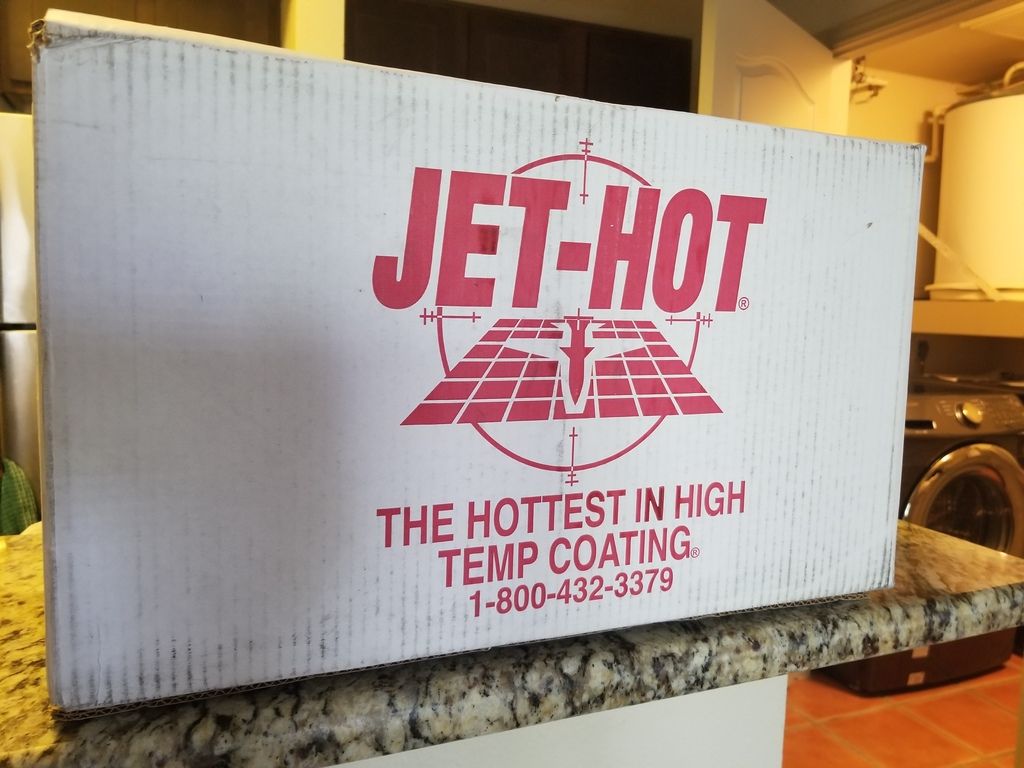 JET-HOT®
THE HOTTEST IN HIGH
TEMP COATING®
1-800-432-3379